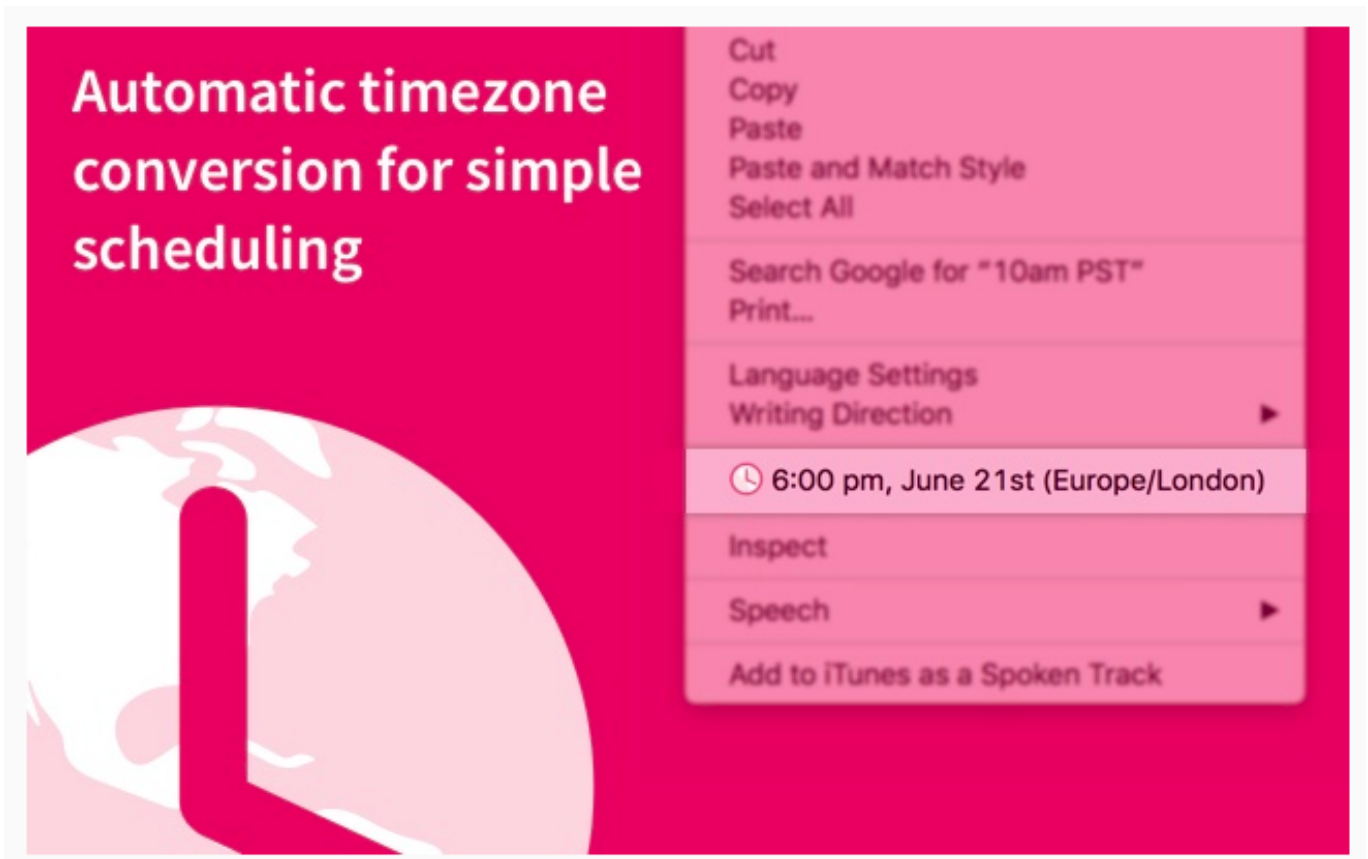 Automatic timezone
conversion for simple
scheduling
Cut
Copy
Paste
Paste and Match Style
Select All
Search Google for "10am PST"
Print...
Language Settings
Writing Direction
6:00 pm, June 21st (Europe/London)
Inspect
Speech
Add to iTunes as a Spoken Track